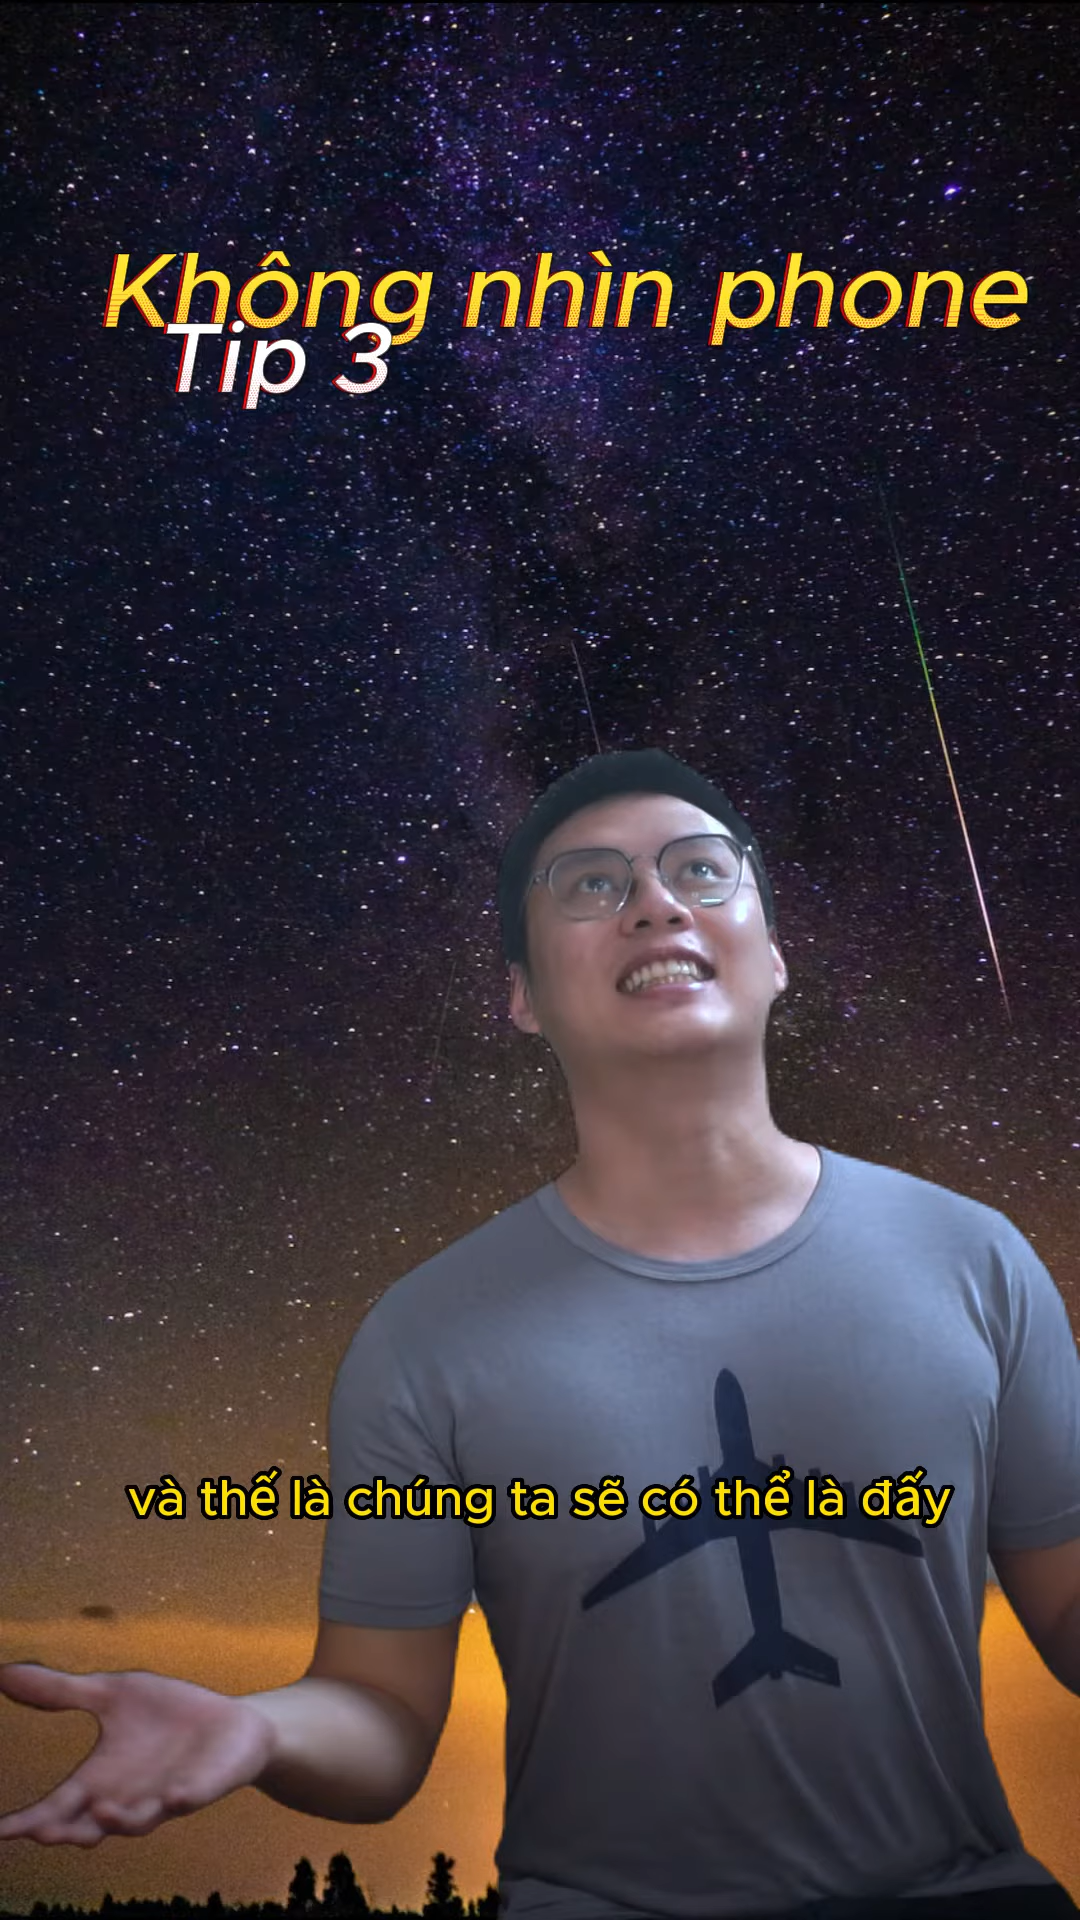 Không nhìn phone
Tip 3
và thế là chúng ta sẽ có thể là đấy